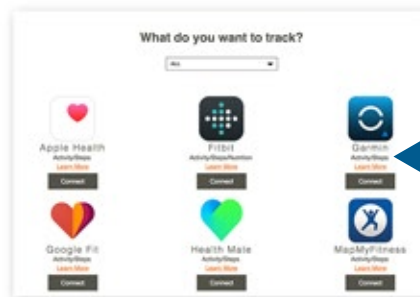 What do you want to track?
ALL
Apple Health
Activity/Steps
Learn More
Connect
Fitbit
Activity/Steps/Nutrition
Learn More
Connect
Garmin
Activity/Steps
Learn More
Connect
Google Fit
Activity/Steps
Learn More
Connect
Health Mate
Activity/Steps
Learn More
Connect
MapMyFitness
Activity/Steps
Learn More
Connect